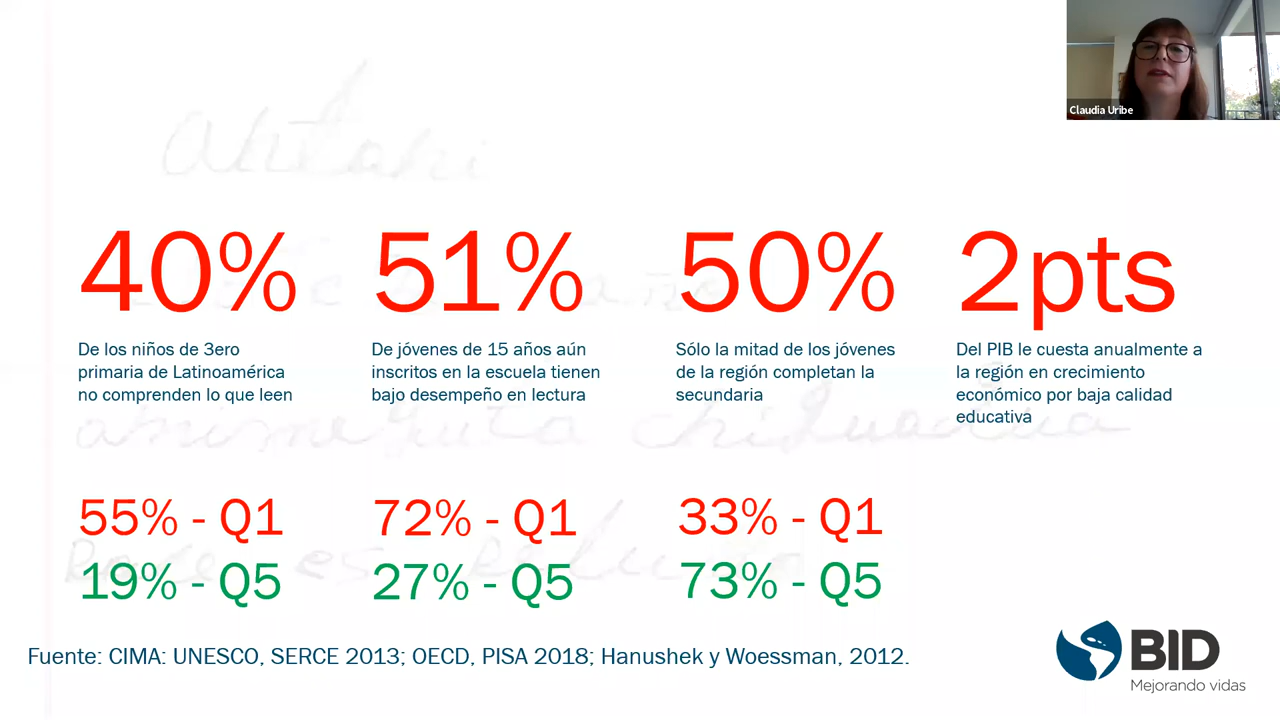 Claudia Uribe
40%
De los niños de 3ero
primaria de Latinoamérica
no comprenden lo que leen
55% - Q1
19% - Q5
51%
De jóvenes de 15 años aún
inscritos en la escuela tienen
bajo desempeño en lectura
72% - Q1
27% - Q5
50%
Sólo la mitad de los jóvenes
de la región completan la
secundaria
33% - Q1
73% - Q5
2pts
Del PIB le cuesta anualmente a
la región en crecimiento
económico por baja calidad
educativa
Fuente: CIMA: UNESCO, SERCE 2013; OECD, PISA 2018; Hanushek y Woessman, 2012.
BID
Mejorando vidas